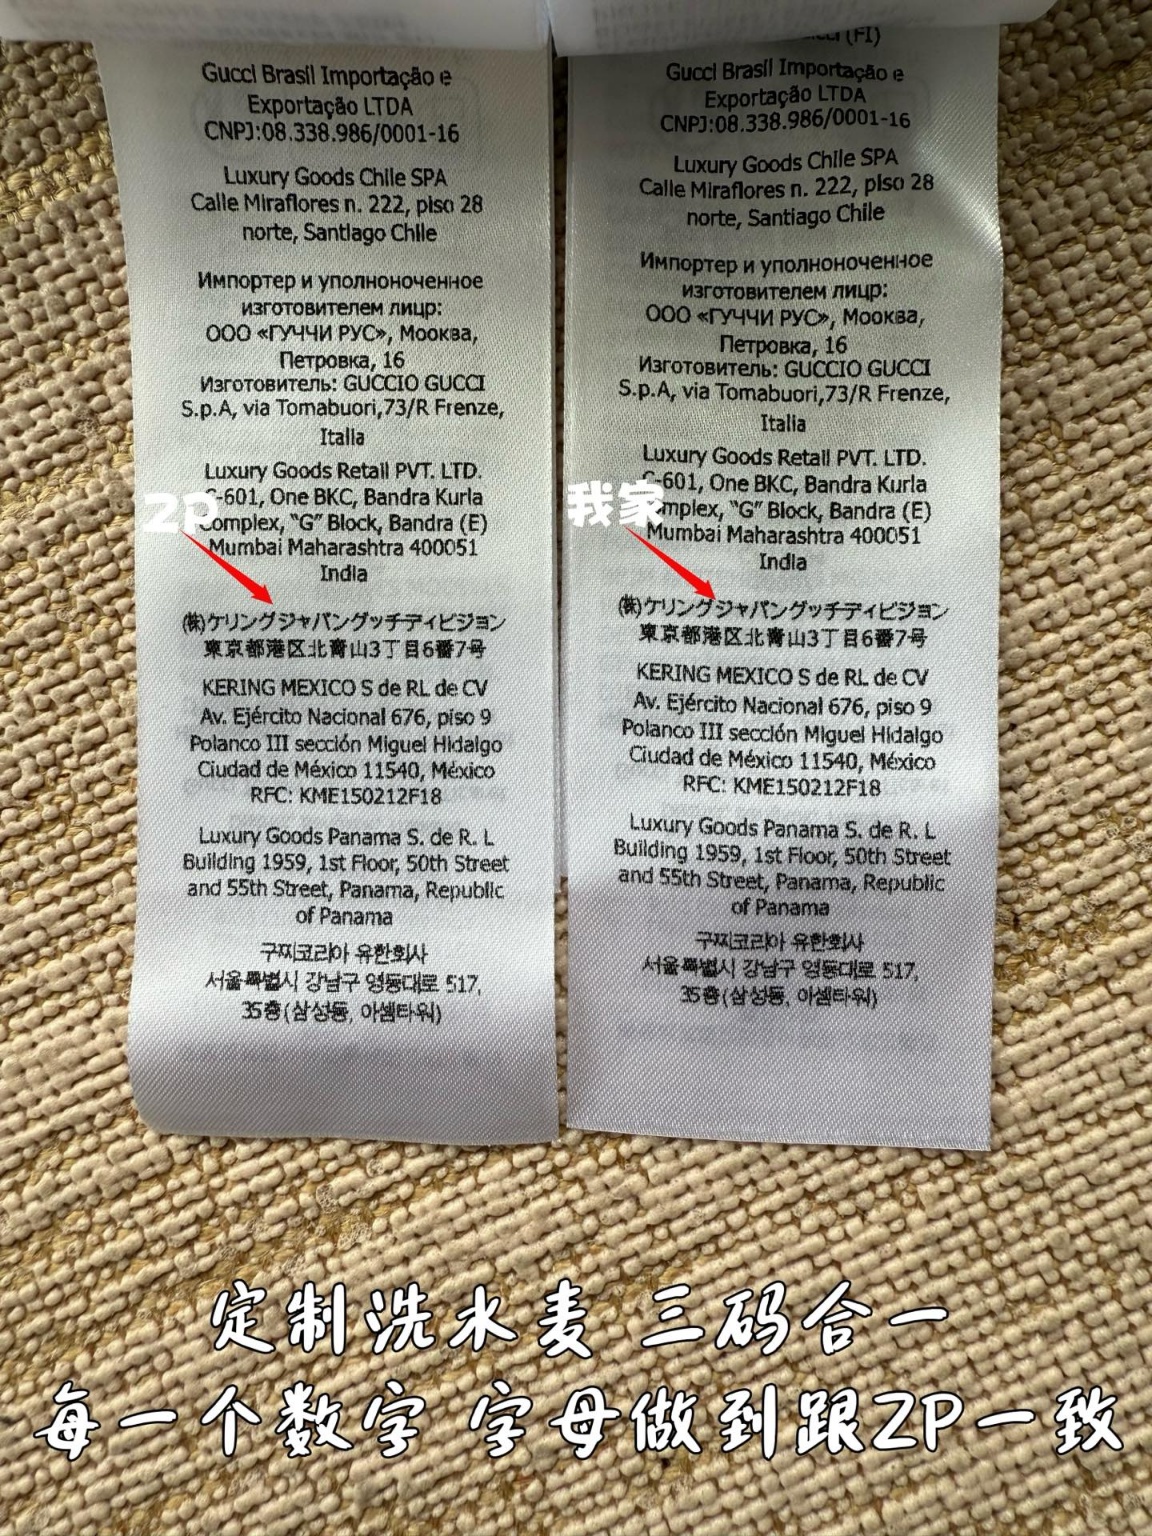 Gucci Brasil Importação e
Exportação LTDA
CNPJ:08.338.986/0001-16
Luxury Goods Chile SPA
Calle Miraflores n. 222, piso 28
norte, Santiago Chile
Импортер и уполноноченное
изготовителем лицр:
ООО «ГУЧЧИ РУС», Мооква,
Петровка, 16
Изготовитель: GUCCIO GUCCI
S.p.A, via Tomabuori,73/R Frenze,
Italia
Luxury Goods Retail PVT. LTD.
C-601, One BKC, Bandra Kurla
Complex, “G” Block, Bandra (E)
Mumbai Maharashtra 400051
India
(株)ケリングジャパングッチディビジョン
東京都港区北青山3丁目6番7号
KERING MEXICO S de RL de CV
Av. Ejército Nacional 676, piso 9
Polanco III sección Miguel Hidalgo
Ciudad de México 11540, México
RFC: KME150212F18
Luxury Goods Panama S. de R. L
Building 1959, 1st Floor, 50th Street
and 55th Street, Panama, Republic
of Panama
구찌코리아 유한회사
서울특별시 강남구 영동대로 517,
35층(삼성동, 아셈타워)
ZP
(FI)
Gucci Brasil Importação e
Exportação LTDA
CNPJ:08.338.986/0001-16
Luxury Goods Chile SPA
Calle Miraflores n. 222, piso 28
norte, Santiago Chile
Импортер и уполноноченное
изготовителем лицр:
ООО «ГУЧЧИ РУС», Мооква,
Петровка, 16
Изготовитель: GUCCIO GUCCI
S.p.A, via Tomabuori,73/R Frenze,
Italia
Luxury Goods Retail PVT. LTD.
C-601, One BKC, Bandra Kurla
Complex, “G” Block, Bandra (E)
Mumbai Maharashtra 400051
India
(株)ケリングジャパングッチディビジョン
東京都港区北青山3丁目6番7号
KERING MEXICO S de RL de CV
Av. Ejército Nacional 676, piso 9
Polanco III sección Miguel Hidalgo
Ciudad de México 11540, México
RFC: KME150212F18
Luxury Goods Panama S. de R. L
Building 1959, 1st Floor, 50th Street
and 55th Street, Panama, Republic
of Panama
구찌코리아 유한회사
서울특별시 강남구 영동대로 517,
35층(삼성동, 아셈타워)
我家
定制洗水麦 三码合一
每一个数字 字母做到跟ZP一致